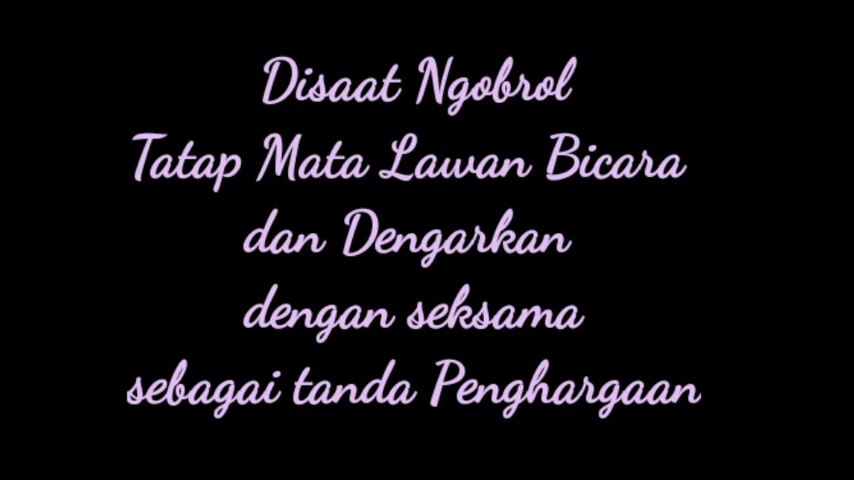 Disaat Ngobrol
Tatap Mata Lawan Bicara
dan Dengarkan
dengan seksama
sebagai tanda Penghargaan